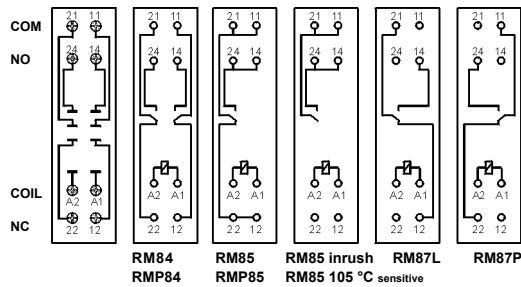 COM 21 11 21 11 21 11 21 11 21 11 21 11
NO 24 14 24 14 24 14 24 14 24 14 24 14
COIL A2 A1 A2 A1 A2 A1 A2 A1 A2 A1 A2 A1
NC 22 12 22 12 22 12 22 12 22 12 22 12
RM84 RM85 RM85 inrush RM87L RM87P
RMP84 RMP85 RM85 105 °C sensitive